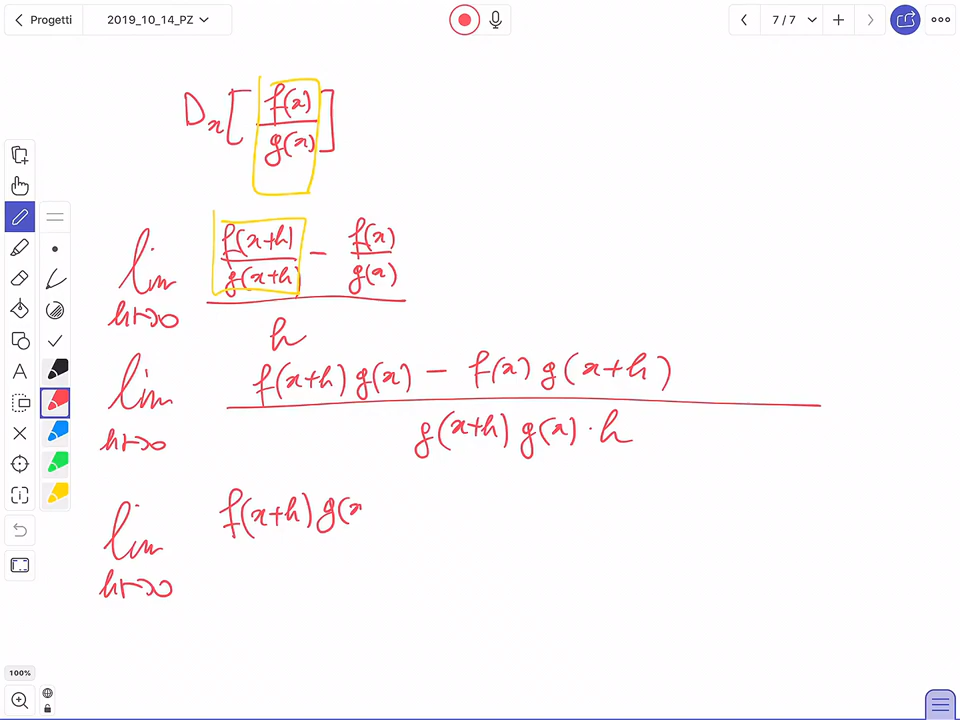 Progetti 2019_10_14_PZ 7 / 7
Dx[ f(x)
g(x) ]
f(x+h) − f(x)
g(x+h) g(x)
lim
h→0
h
f(x+h) g(x) − f(x) g(x+h)
lim
h→0
g(x+h) g(x) · h
f(x+h) g(x
lim
h→0
A
100%